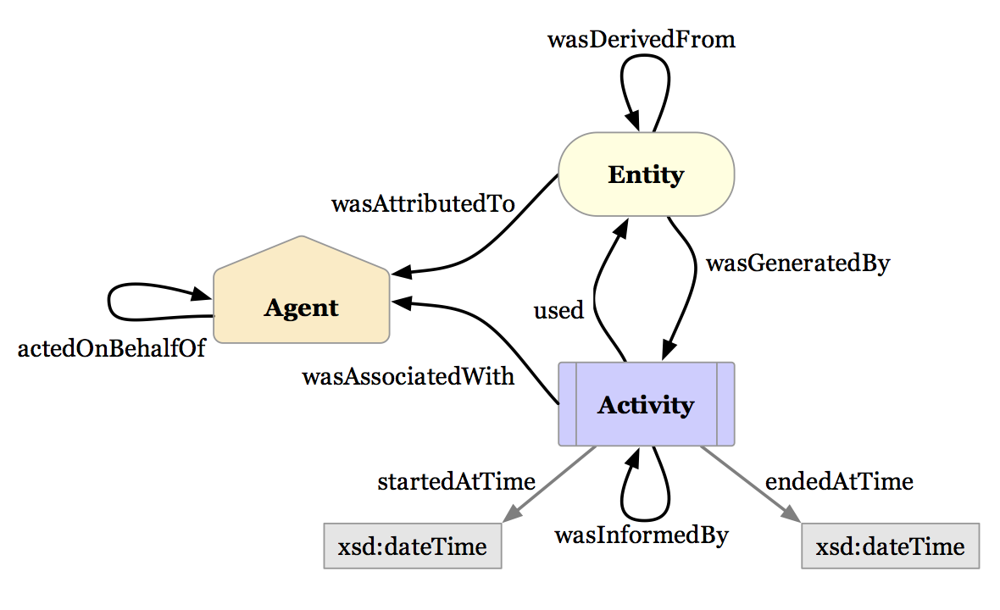 wasDerivedFrom
Entity
wasAttributedTo
wasGeneratedBy
Agent
used
actedOnBehalfOf
wasAssociatedWith
Activity
startedAtTime
endedAtTime
wasInformedBy
xsd:dateTime
xsd:dateTime